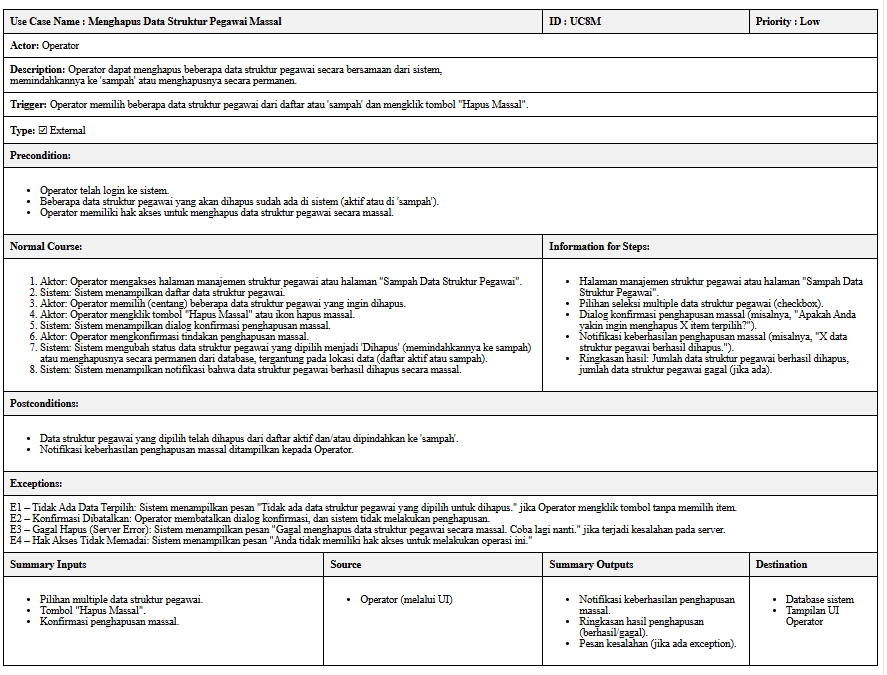 Use Case Name : Menghapus Data Struktur Pegawai Massal
ID : UC8M
Priority : Low
Actor: Operator
Description: Operator dapat menghapus beberapa data struktur pegawai secara bersamaan dari sistem,
memindahkannya ke 'sampah' atau menghapusnya secara permanen.
Trigger: Operator memilih beberapa data struktur pegawai dari daftar atau 'sampah' dan mengklik tombol "Hapus Massal".
Type: ☑ External
Precondition:
• Operator telah login ke sistem.
• Beberapa data struktur pegawai yang akan dihapus sudah ada di sistem (aktif atau di 'sampah').
• Operator memiliki hak akses untuk menghapus data struktur pegawai secara massal.
Normal Course:
1. Aktor: Operator mengakses halaman manajemen struktur pegawai atau halaman "Sampah Data Struktur Pegawai".
2. Sistem: Sistem menampilkan daftar data struktur pegawai.
3. Aktor: Operator memilih (centang) beberapa data struktur pegawai yang ingin dihapus.
4. Aktor: Operator mengklik tombol "Hapus Massal" atau ikon hapus massal.
5. Sistem: Sistem menampilkan dialog konfirmasi penghapusan massal.
6. Aktor: Operator mengkonfirmasi tindakan penghapusan massal.
7. Sistem: Sistem mengubah status data struktur pegawai yang dipilih menjadi 'Dihapus' (memindahkannya ke sampah)
atau menghapusnya secara permanen dari database, tergantung pada lokasi data (daftar aktif atau sampah).
8. Sistem: Sistem menampilkan notifikasi bahwa data struktur pegawai berhasil dihapus secara massal.
Information for Steps:
• Halaman manajemen struktur pegawai atau halaman "Sampah Data
Struktur Pegawai".
• Pilihan seleksi multiple data struktur pegawai (checkbox).
• Dialog konfirmasi penghapusan massal (misalnya, "Apakah Anda
yakin ingin menghapus X item terpilih?").
• Notifikasi keberhasilan penghapusan massal (misalnya, "X data
struktur pegawai berhasil dihapus.").
• Ringkasan hasil: Jumlah data struktur pegawai berhasil dihapus,
jumlah data struktur pegawai gagal (jika ada).
Postconditions:
• Data struktur pegawai yang dipilih telah dihapus dari daftar aktif dan/atau dipindahkan ke 'sampah'.
• Notifikasi keberhasilan penghapusan massal ditampilkan kepada Operator.
Exceptions:
E1 – Tidak Ada Data Terpilih: Sistem menampilkan pesan "Tidak ada data struktur pegawai yang dipilih untuk dihapus." jika Operator mengklik tombol tanpa memilih item.
E2 – Konfirmasi Dibatalkan: Operator membatalkan dialog konfirmasi, dan sistem tidak melakukan penghapusan.
E3 – Gagal Hapus (Server Error): Sistem menampilkan pesan "Gagal menghapus data struktur pegawai secara massal. Coba lagi nanti." jika terjadi kesalahan pada server.
E4 – Hak Akses Tidak Memadai: Sistem menampilkan pesan "Anda tidak memiliki hak akses untuk melakukan operasi ini."
Summary Inputs
• Pilihan multiple data struktur pegawai.
• Tombol "Hapus Massal".
• Konfirmasi penghapusan massal.
Source
• Operator (melalui UI)
Summary Outputs
• Notifikasi keberhasilan penghapusan
massal.
• Ringkasan hasil penghapusan
(berhasil/gagal).
• Pesan kesalahan (jika ada exception).
Destination
• Database sistem
• Tampilan UI
Operator